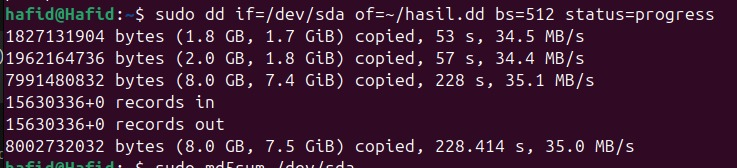 hafid@Hafid:~$ sudo dd if=/dev/sda of=~/hasil.dd bs=512 status=progress
1827131904 bytes (1.8 GB, 1.7 GiB) copied, 53 s, 34.5 MB/s
1962164736 bytes (2.0 GB, 1.8 GiB) copied, 57 s, 34.4 MB/s
7991480832 bytes (8.0 GB, 7.4 GiB) copied, 228 s, 35.1 MB/s
15630336+0 records in
15630336+0 records out
8002732032 bytes (8.0 GB, 7.5 GiB) copied, 228.414 s, 35.0 MB/s
hafid@Hafid:~$ sudo md5sum /dev/sda